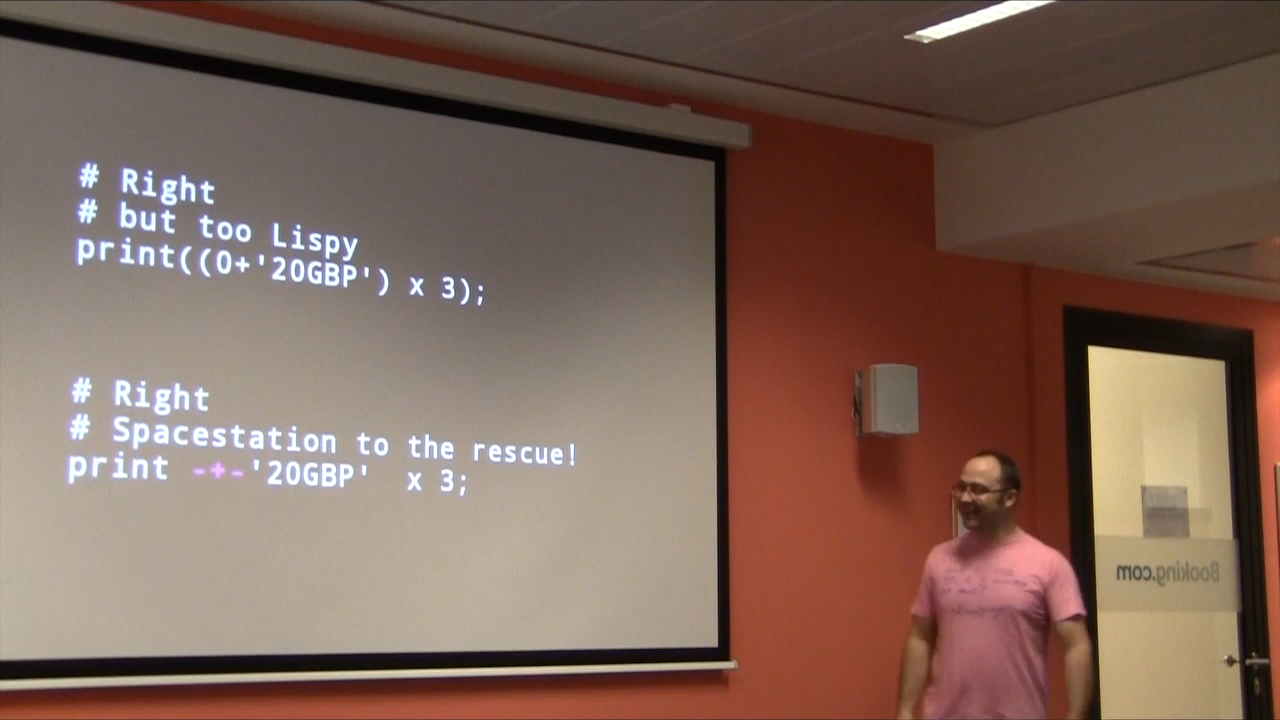 # Right
# but too Lispy
print((0+'20GBP') x 3);
# Right
# Spacestation to the rescue!
print -+-'20GBP'  x 3;
Booking.com